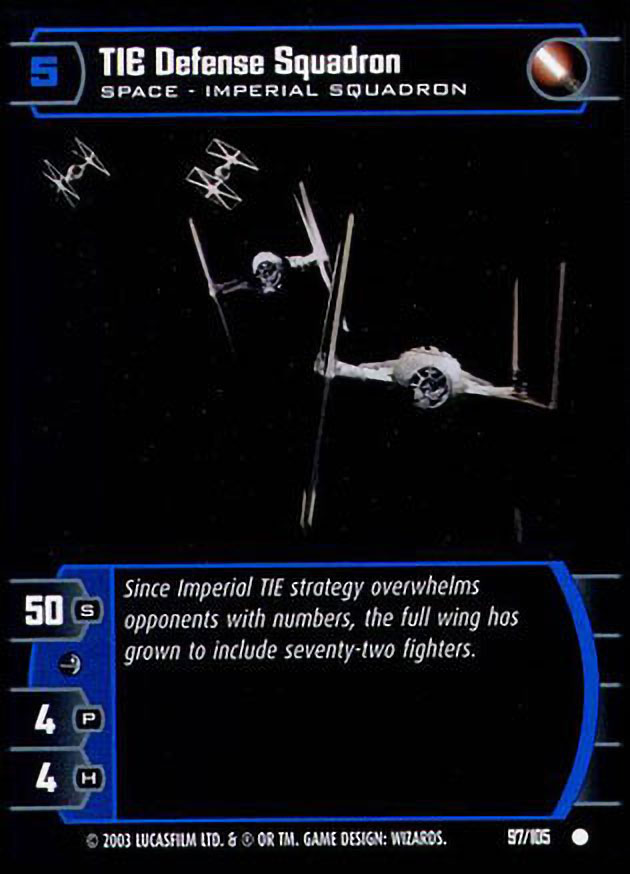 5
TIE Defense Squadron
SPACE - IMPERIAL SQUADRON
50 S
4 P
4 H
Since Imperial TIE strategy overwhelms
opponents with numbers, the full wing has
grown to include seventy-two fighters.
© 2003 LUCASFILM LTD. & ® OR TM. GAME DESIGN: WIZARDS.
97/105